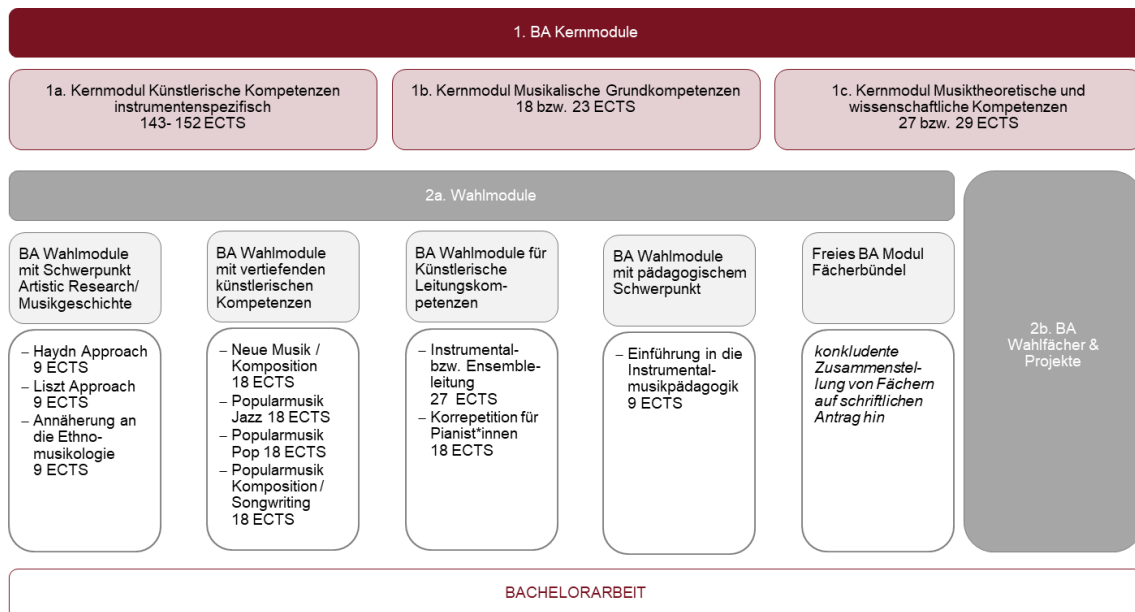 1. BA Kernmodule
1a. Kernmodul Künstlerische Kompetenzen
instrumentenspezifisch
143- 152 ECTS
1b. Kernmodul Musikalische Grundkompetenzen
18 bzw. 23 ECTS
1c. Kernmodul Musiktheoretische und
wissenschaftliche Kompetenzen
27 bzw. 29 ECTS
2a. Wahlmodule
BA Wahlmodule
mit Schwerpunkt
Artistic Research/
Musikgeschichte
– Haydn Approach
9 ECTS
– Liszt Approach
9 ECTS
– Annäherung an
die Ethno-
musikologie
9 ECTS
BA Wahlmodule
mit vertiefenden
künstlerischen
Kompetenzen
– Neue Musik /
Komposition
18 ECTS
– Popularmusik
Jazz 18 ECTS
– Popularmusik
Pop 18 ECTS
– Popularmusik
Komposition /
Songwriting
18 ECTS
BA Wahlmodule für
Künstlerische
Leitungskom-
petenzen
– Instrumental-
bzw. Ensemble-
leitung
27 ECTS
– Korrepetition für
Pianist*innen
18 ECTS
BA Wahlmodule
mit pädagogischem
Schwerpunkt
– Einführung in die
Instrumental-
musikpädagogik
9 ECTS
Freies BA Modul
Fächerbündel
konkludente
Zusammenstel-
lung von Fächern
auf schriftlichen
Antrag hin
2b. BA
Wahlfächer &
Projekte
BACHELORARBEIT